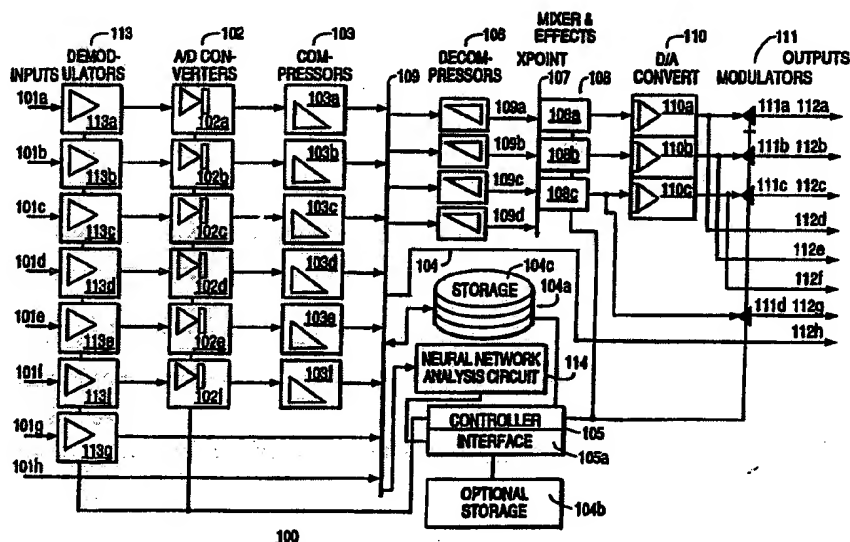 113
DEMOD-
ULATORS
102
A/D CON-
VERTERS
103
COM-
PRESSORS
106
DECOM-
PRESSORS
MIXER &
EFFECTS
XPOINT
110
D/A
CONVERT
111
MODULATORS
OUTPUTS
INPUTS
109
107
108
101a
113a
102a
103a
109a
108a
110a
111a 112a
101b
113b
102b
103b
109b
108b
110b
111b 112b
101c
113c
102c
103c
109c
108c
110c
111c 112c
109d
112d
101d
113d
102d
103d
104
104c
STORAGE
104a
112e
112f
111d 112g
101e
113e
102e
103e
112h
NEURAL NETWORK
ANALYSIS CIRCUIT
114
101f
113f
102f
103f
CONTROLLER
105
INTERFACE
105a
101g
113g
101h
OPTIONAL
STORAGE
104b
100